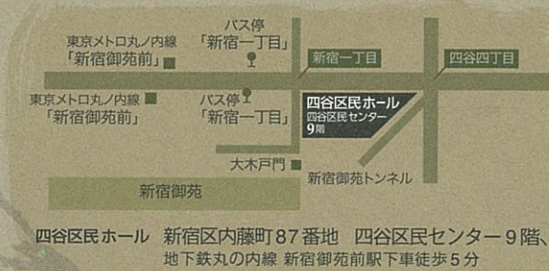 バス停
「新宿一丁目」
東京メトロ丸ノ内線
「新宿御苑前」
新宿一丁目
四谷四丁目
東京メトロ丸ノ内線
「新宿御苑前」
バス停
「新宿一丁目」
四谷区民ホール
四谷区民センター
9階
大木戸門
新宿御苑トンネル
新宿御苑
四谷区民ホール 新宿区内藤町87番地 四谷区民センター9階、
地下鉄丸の内線 新宿御苑前駅下車徒歩5分